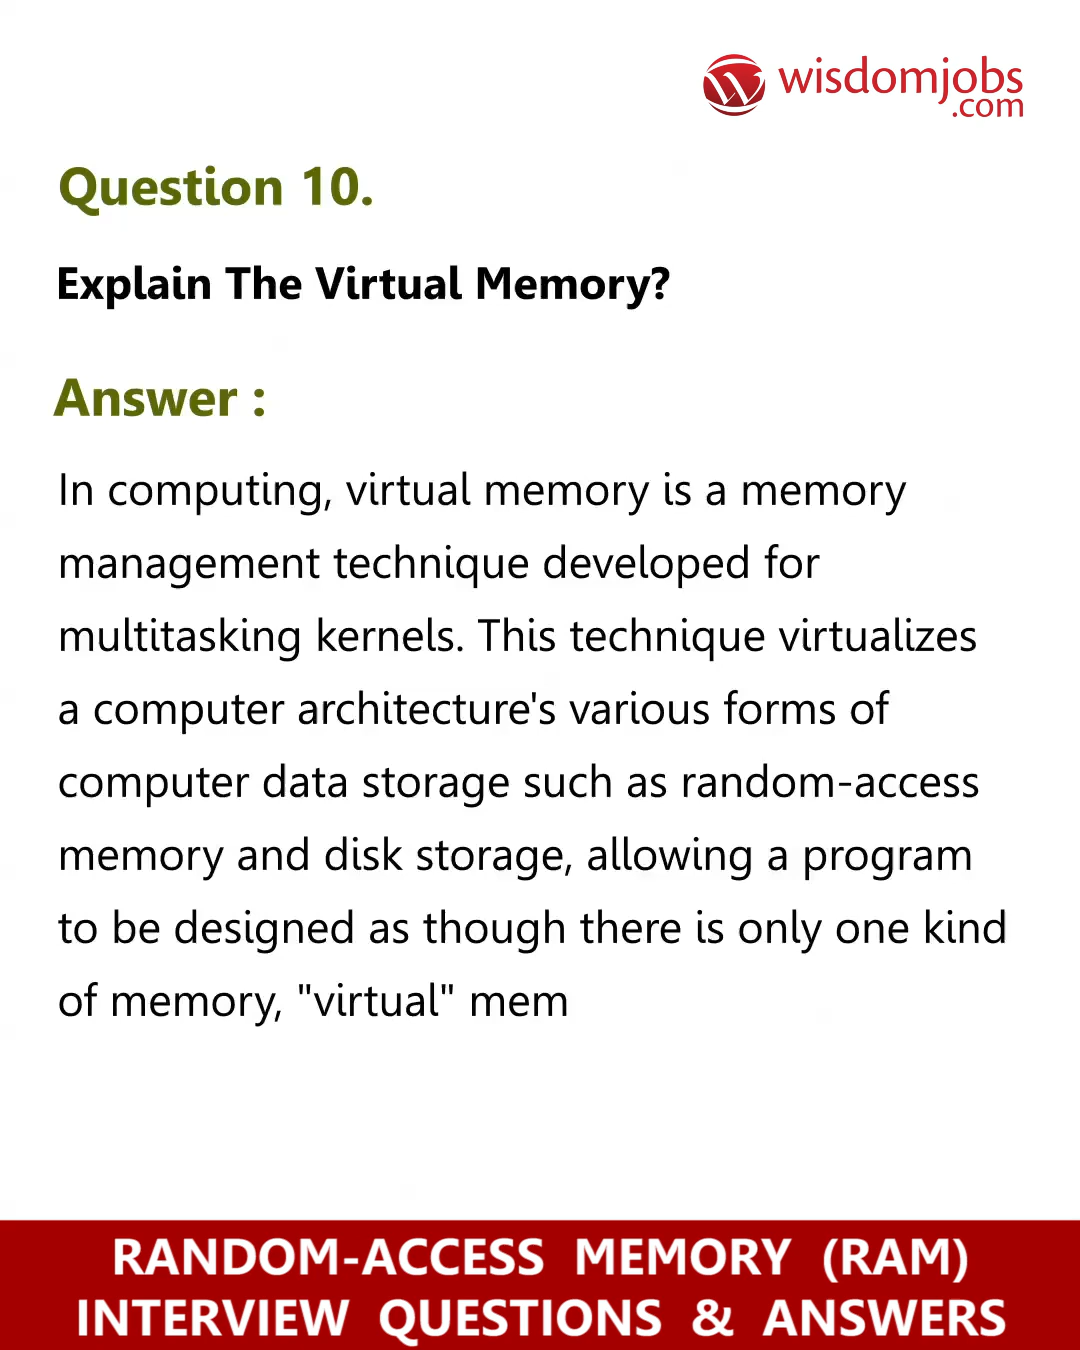 wisdomjobs
.com
Question 10.
Explain The Virtual Memory?
Answer :
In computing, virtual memory is a memory
management technique developed for
multitasking kernels. This technique virtualizes
a computer architecture's various forms of
computer data storage such as random-access
memory and disk storage, allowing a program
to be designed as though there is only one kind
of memory, "virtual" mem
RANDOM-ACCESS MEMORY (RAM)
INTERVIEW QUESTIONS & ANSWERS